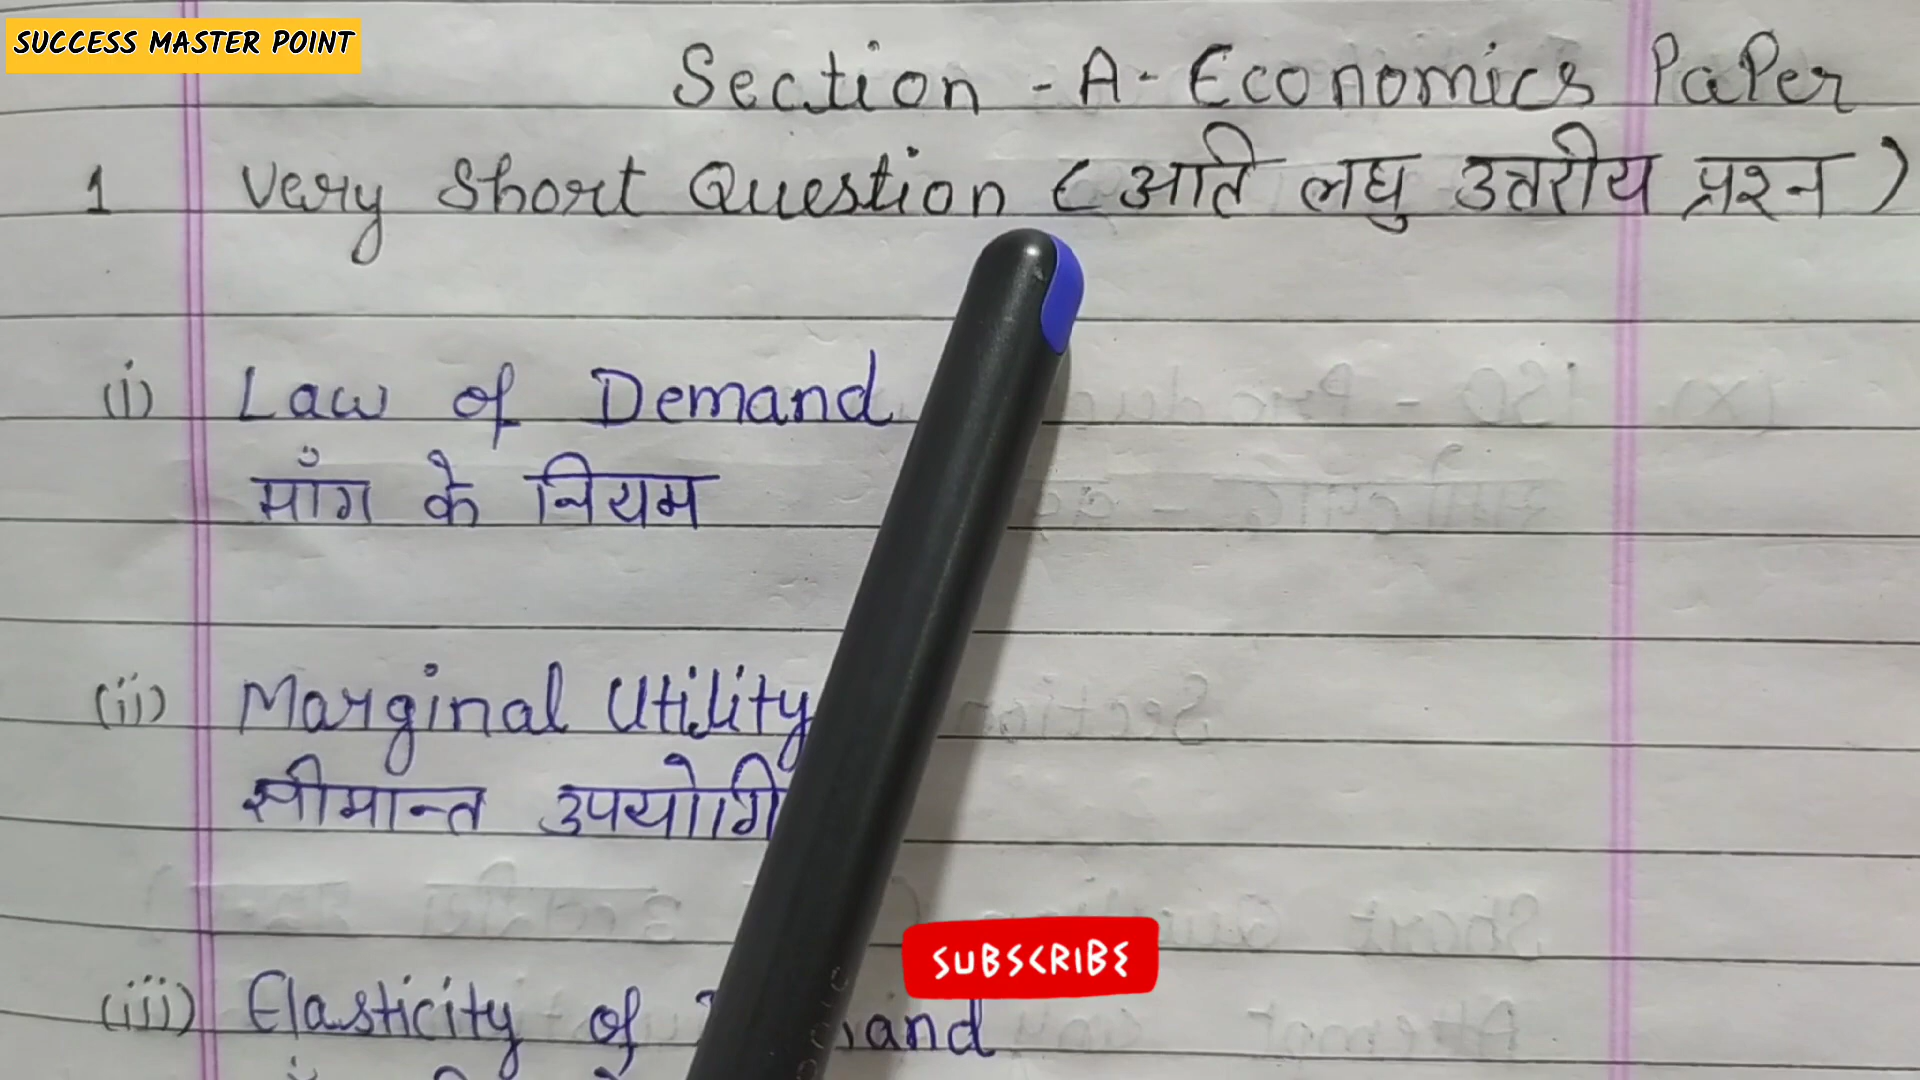 SUCCESS MASTER POINT
Section - A - Economics PaPer
1 Very Short Question (अति लघु उत्तरीय प्रश्न)
(i) Law of Demand
माँग के नियम
(ii) Marginal Utility
सीमान्त उपयोगि
SUBSCRIBE
(iii) Elasticity of